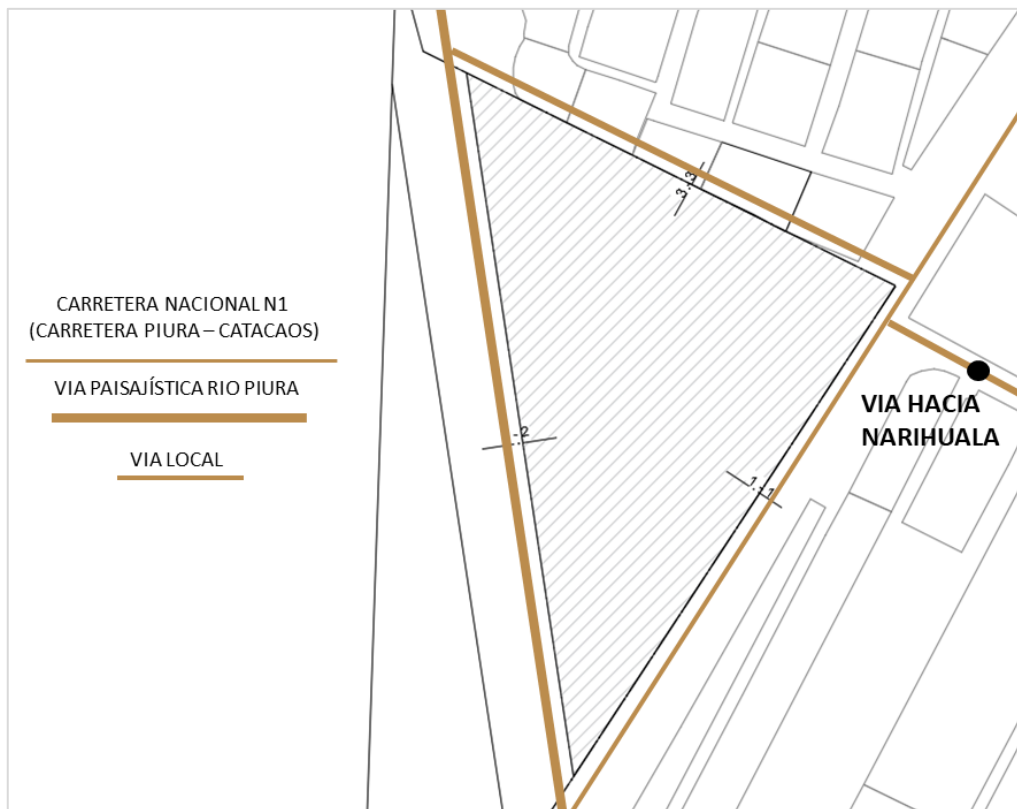 CARRETERA NACIONAL N1
(CARRETERA PIURA – CATACAOS)
VIA PAISAJÍSTICA RIO PIURA
VIA LOCAL
3-3
-2
1-1
VIA HACIA
NARIHUALA